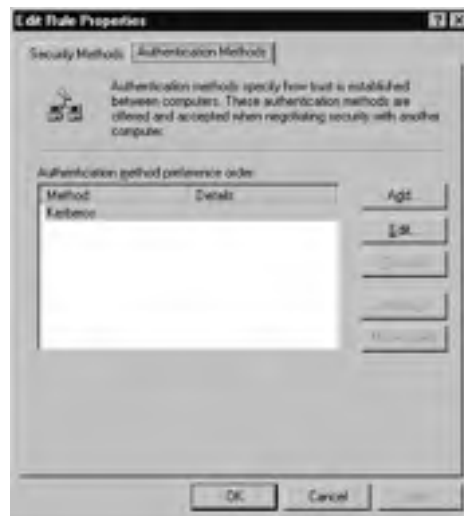 Edit Rule Properties
Security Methods Authentication Methods
Authentication methods specify how trust is established
between computers. These authentication methods are
offered and accepted when negotiating security with another
computer.
Authentication method preference order:
Method Details
Kerberos
Add...
Edit...
OK Cancel